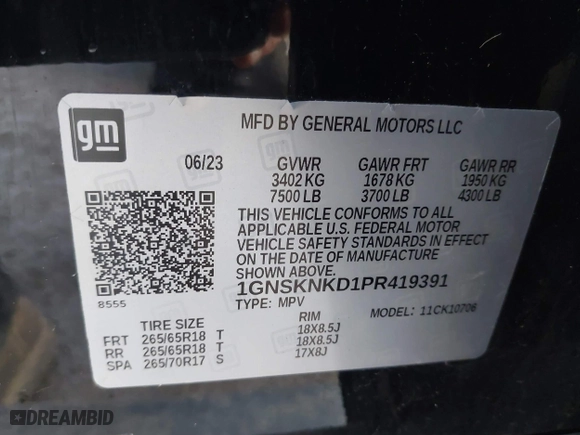 gm
MFD BY GENERAL MOTORS LLC
06/23 GVWR GAWR FRT GAWR RR
3402 KG 1678 KG 1950 KG
7500 LB 3700 LB 4300 LB
THIS VEHICLE CONFORMS TO ALL
APPLICABLE U.S. FEDERAL MOTOR
VEHICLE SAFETY STANDARDS IN EFFECT
ON THE DATE OF MANUFACTURE
SHOWN ABOVE.
8555
1GNSKNKD1PR419391
TYPE: MPV MODEL: 11CK10706
TIRE SIZE RIM
FRT 265/65R18 T 18X8.5J
RR 265/65R18 T 18X8.5J
SPA 265/70R17 S 17X8J
DREAMBID